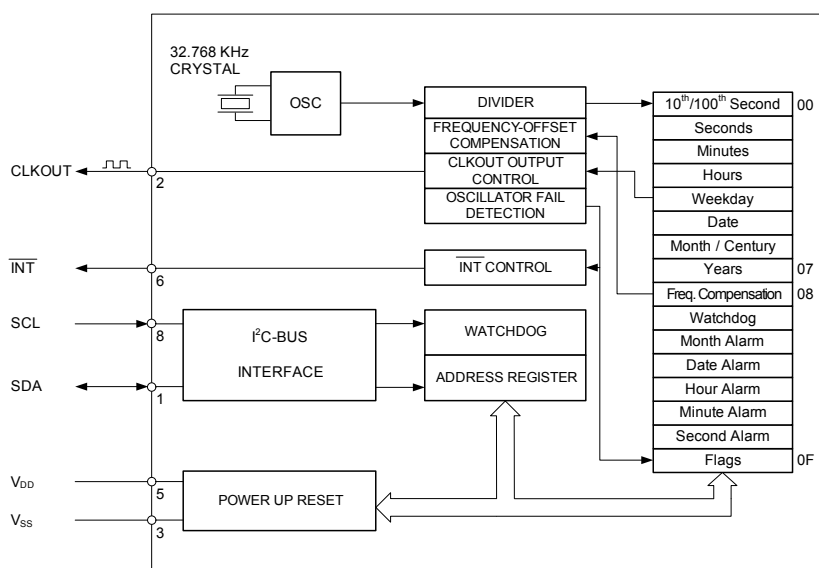 32.768 KHz
CRYSTAL
OSC
DIVIDER
FREQUENCY-OFFSET
COMPENSATION
CLKOUT OUTPUT
CONTROL
OSCILLATOR FAIL
DETECTION
10th/100th Second 00
Seconds
Minutes
Hours
Weekday
Date
Month / Century
Years 07
Freq. Compensation 08
Watchdog
Month Alarm
Date Alarm
Hour Alarm
Minute Alarm
Second Alarm
Flags 0F
CLKOUT 2
INT 6
INT CONTROL
SCL 8
SDA 1
I²C-BUS
INTERFACE
WATCHDOG
ADDRESS REGISTER
VDD 5
VSS 3
POWER UP RESET